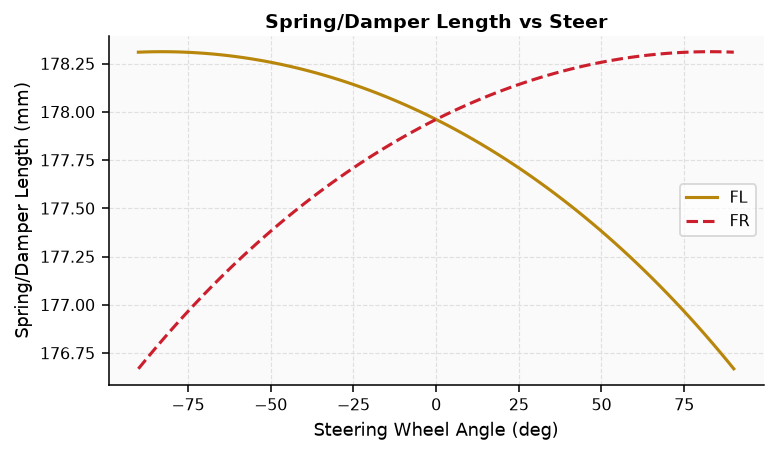 Spring/Damper Length vs Steer
Spring/Damper Length (mm)
178.25
178.00
177.75
177.50
177.25
177.00
176.75
FL
FR
−75
−50
−25
0
25
50
75
Steering Wheel Angle (deg)